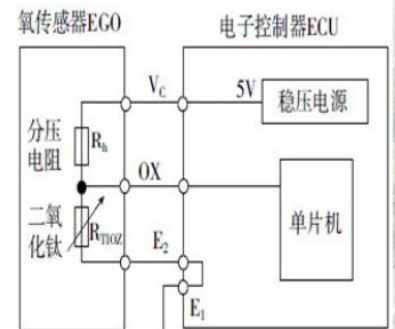 氧传感器EGO
电子控制器ECU
V_C
5V
稳压电源
分压
电阻
R_h
OX
单片机
二氧
化钛
R_TIOZ
E_2
E_1